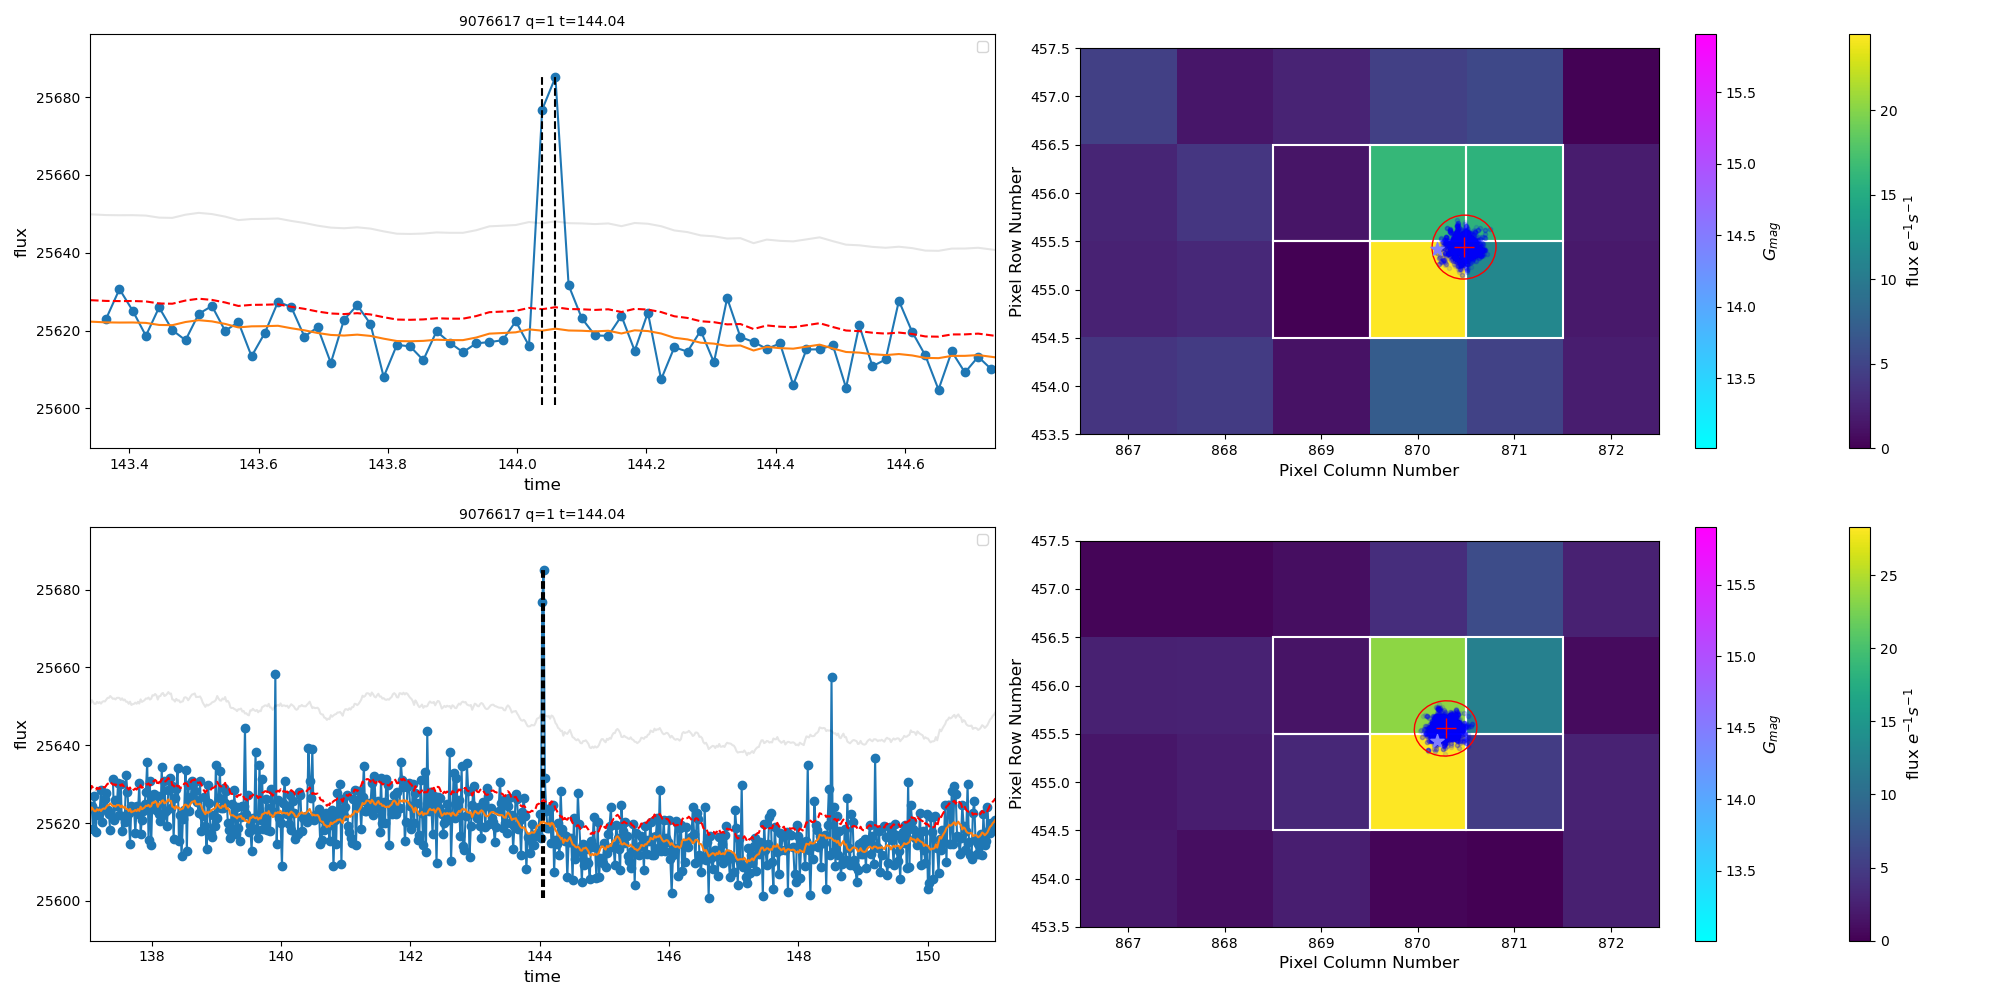 9076617 q=1 t=144.04
flux
25680
25660
25640
25620
25600
143.4 143.6 143.8 144.0 144.2 144.4 144.6
time
Pixel Row Number
457.5
457.0
456.5
456.0
455.5
455.0
454.5
454.0
453.5
867 868 869 870 871 872
Pixel Column Number
15.5
15.0
14.5
14.0
13.5
G_mag
20
15
10
5
0
flux e⁻¹s⁻¹
9076617 q=1 t=144.04
flux
25680
25660
25640
25620
25600
138 140 142 144 146 148 150
time
Pixel Row Number
457.5
457.0
456.5
456.0
455.5
455.0
454.5
454.0
453.5
867 868 869 870 871 872
Pixel Column Number
15.5
15.0
14.5
14.0
13.5
G_mag
25
20
15
10
5
0
flux e⁻¹s⁻¹